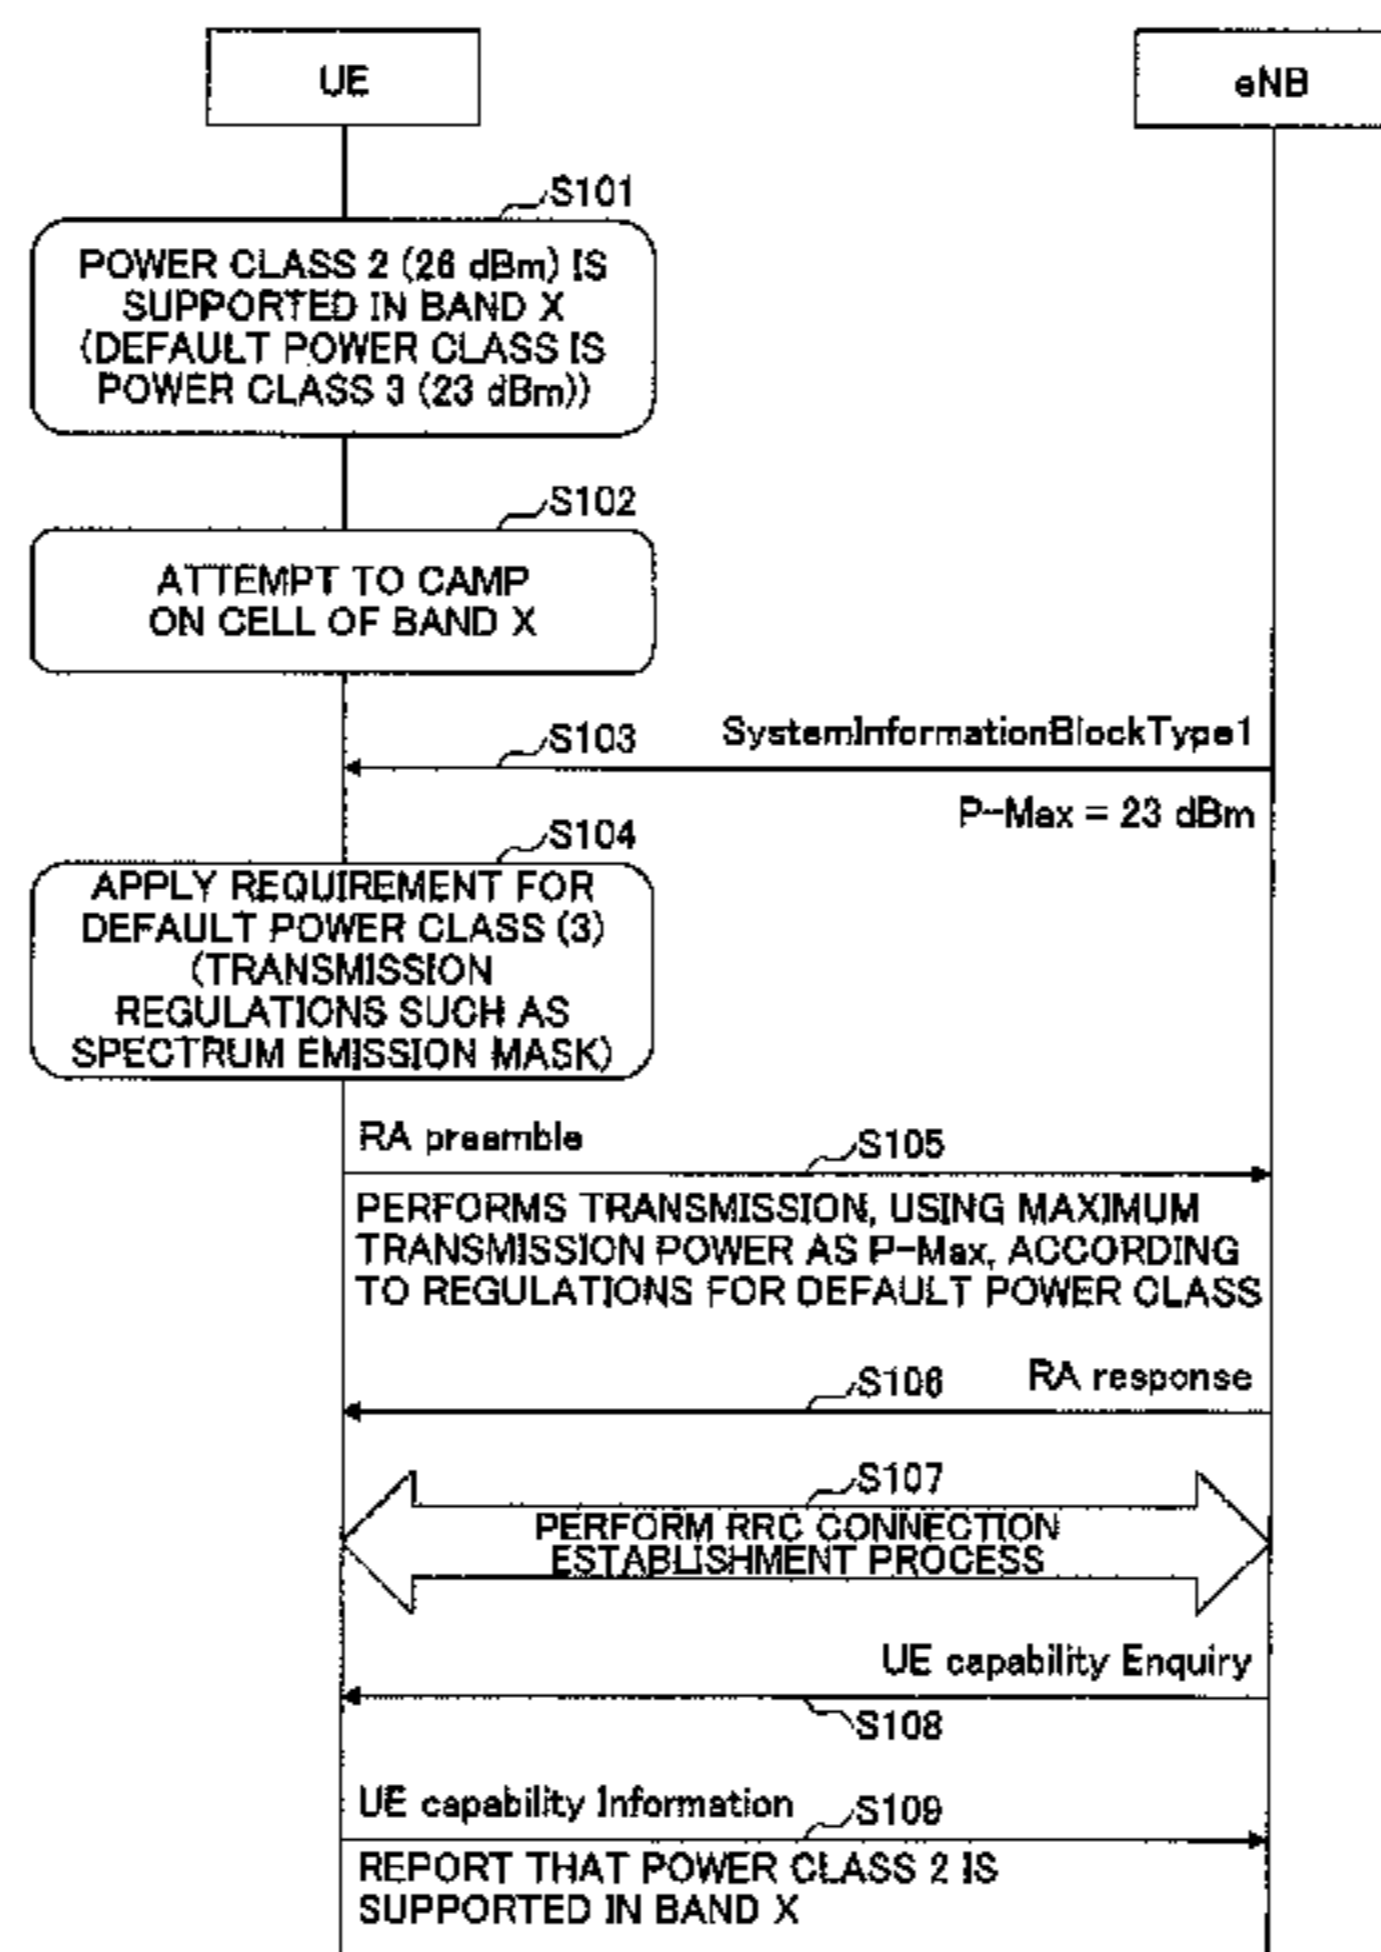 UE
eNB
S101
POWER CLASS 2 (26 dBm) IS
SUPPORTED IN BAND X
(DEFAULT POWER CLASS IS
POWER CLASS 3 (23 dBm))
S102
ATTEMPT TO CAMP
ON CELL OF BAND X
S103
SystemInformationBlockType1
P-Max = 23 dBm
S104
APPLY REQUIREMENT FOR
DEFAULT POWER CLASS (3)
(TRANSMISSION
REGULATIONS SUCH AS
SPECTRUM EMISSION MASK)
RA preamble
S105
PERFORMS TRANSMISSION, USING MAXIMUM
TRANSMISSION POWER AS P-Max, ACCORDING
TO REGULATIONS FOR DEFAULT POWER CLASS
S106
RA response
S107
PERFORM RRC CONNECTION
ESTABLISHMENT PROCESS
UE capability Enquiry
S108
UE capability Information
S109
REPORT THAT POWER CLASS 2 IS
SUPPORTED IN BAND X